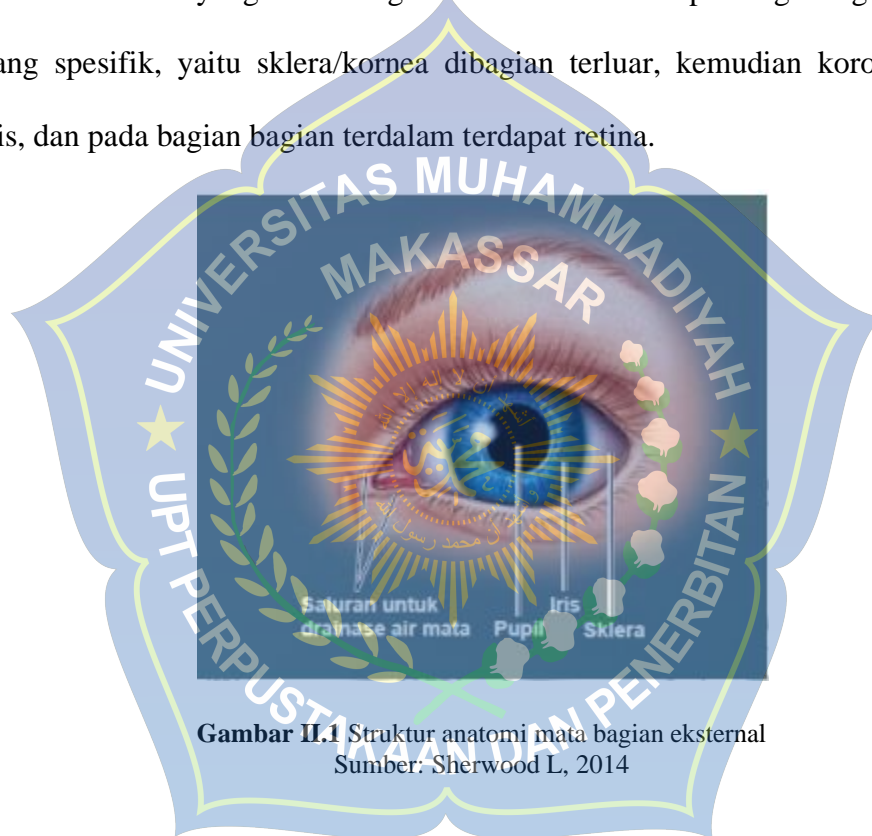 ang spesifik, yaitu sklera/kornea dibagian terluar, kemudian
is, dan pada bagian bagian terdalam terdapat retina.
UNIVERSITAS MUHAMMADIYAH
MAKASSAR
Saluran untuk
drainase air mata
Pupil
Iris
Sklera
UPT PERPUSTAKAAN DAN PENERBITAN
Gambar II.1 Struktur anatomi mata bagian eksternal
Sumber: Sherwood L, 2014